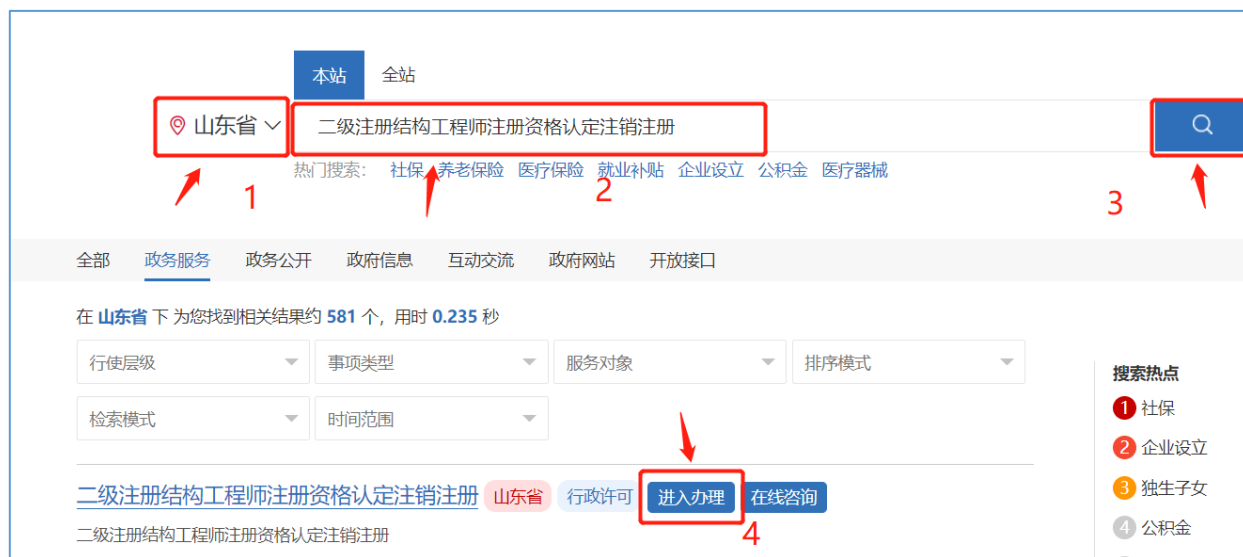 本站 全站
山东省 二级注册结构工程师注册资格认定注销注册
热门搜索： 社保 养老保险 医疗保险 就业补贴 企业设立 公积金 医疗器械
1 2 3
全部 政务服务 政务公开 政府信息 互动交流 政府网站 开放接口
在 山东省 下 为您找到相关结果约 581 个，用时 0.235 秒
行使层级 事项类型 服务对象 排序模式
检索模式 时间范围
二级注册结构工程师注册资格认定注销注册 山东省 行政许可 进入办理 在线咨询
4
二级注册结构工程师注册资格认定注销注册
搜索热点
1 社保
2 企业设立
3 独生子女
4 公积金